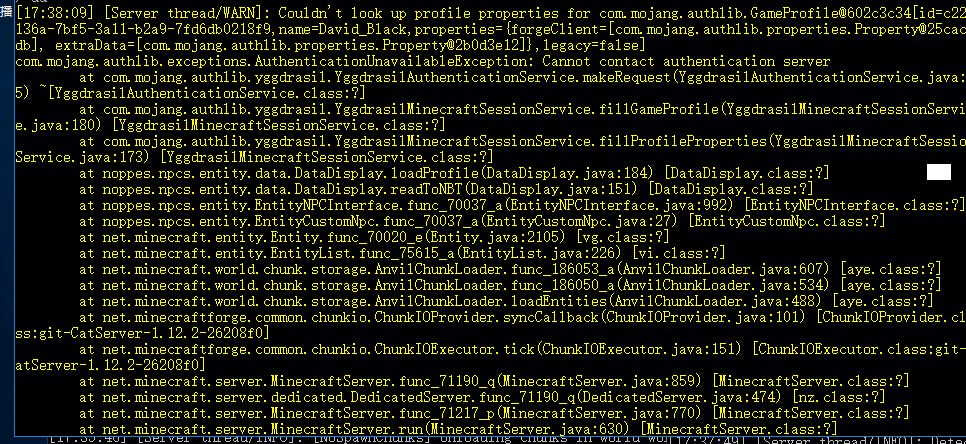 播
[17:38:09] [Server thread/WARN]: Couldn't look up profile properties for com.mojang.authlib.GameProfile@602c3c34[id=c22
136a-7bf5-3a11-b2a9-7fd6db0218f9,name=David_Black,properties={forgeClient=[com.mojang.authlib.properties.Property@25cac
db], extraData=[com.mojang.authlib.properties.Property@2b0d3e12]},legacy=false]
com.mojang.authlib.exceptions.AuthenticationUnavailableException: Cannot contact authentication server
at com.mojang.authlib.yggdrasil.YggdrasilAuthenticationService.makeRequest(YggdrasilAuthenticationService.java:
5) ~[YggdrasilAuthenticationService.class:?]
at com.mojang.authlib.yggdrasil.YggdrasilMinecraftSessionService.fillGameProfile(YggdrasilMinecraftSessionServi
e.java:180) [YggdrasilMinecraftSessionService.class:?]
at com.mojang.authlib.yggdrasil.YggdrasilMinecraftSessionService.fillProfileProperties(YggdrasilMinecraftSessio
Service.java:173) [YggdrasilMinecraftSessionService.class:?]
at noppes.npcs.entity.data.DataDisplay.loadProfile(DataDisplay.java:184) [DataDisplay.class:?]
at noppes.npcs.entity.data.DataDisplay.readToNBT(DataDisplay.java:151) [DataDisplay.class:?]
at noppes.npcs.entity.EntityNPCInterface.func_70037_a(EntityNPCInterface.java:992) [EntityNPCInterface.class:?]
at noppes.npcs.entity.EntityCustomNpc.func_70037_a(EntityCustomNpc.java:27) [EntityCustomNpc.class:?]
at net.minecraft.entity.Entity.func_70020_e(Entity.java:2105) [vg.class:?]
at net.minecraft.entity.EntityList.func_75615_a(EntityList.java:226) [vi.class:?]
at net.minecraft.world.chunk.storage.AnvilChunkLoader.func_186053_a(AnvilChunkLoader.java:607) [aye.class:?]
at net.minecraft.world.chunk.storage.AnvilChunkLoader.func_186050_a(AnvilChunkLoader.java:534) [aye.class:?]
at net.minecraft.world.chunk.storage.AnvilChunkLoader.loadEntities(AnvilChunkLoader.java:488) [aye.class:?]
at net.minecraftforge.common.chunkio.ChunkIOProvider.syncCallback(ChunkIOProvider.java:101) [ChunkIOProvider.cl
ss:git-CatServer-1.12.2-26208f0]
at net.minecraftforge.common.chunkio.ChunkIOExecutor.tick(ChunkIOExecutor.java:151) [ChunkIOExecutor.class:git-
atServer-1.12.2-26208f0]
at net.minecraft.server.MinecraftServer.func_71190_q(MinecraftServer.java:859) [MinecraftServer.class:?]
at net.minecraft.server.dedicated.DedicatedServer.func_71190_q(DedicatedServer.java:474) [nz.class:?]
at net.minecraft.server.MinecraftServer.func_71217_p(MinecraftServer.java:770) [MinecraftServer.class:?]
at net.minecraft.server.MinecraftServer.run(MinecraftServer.java:630) [MinecraftServer.class:?]